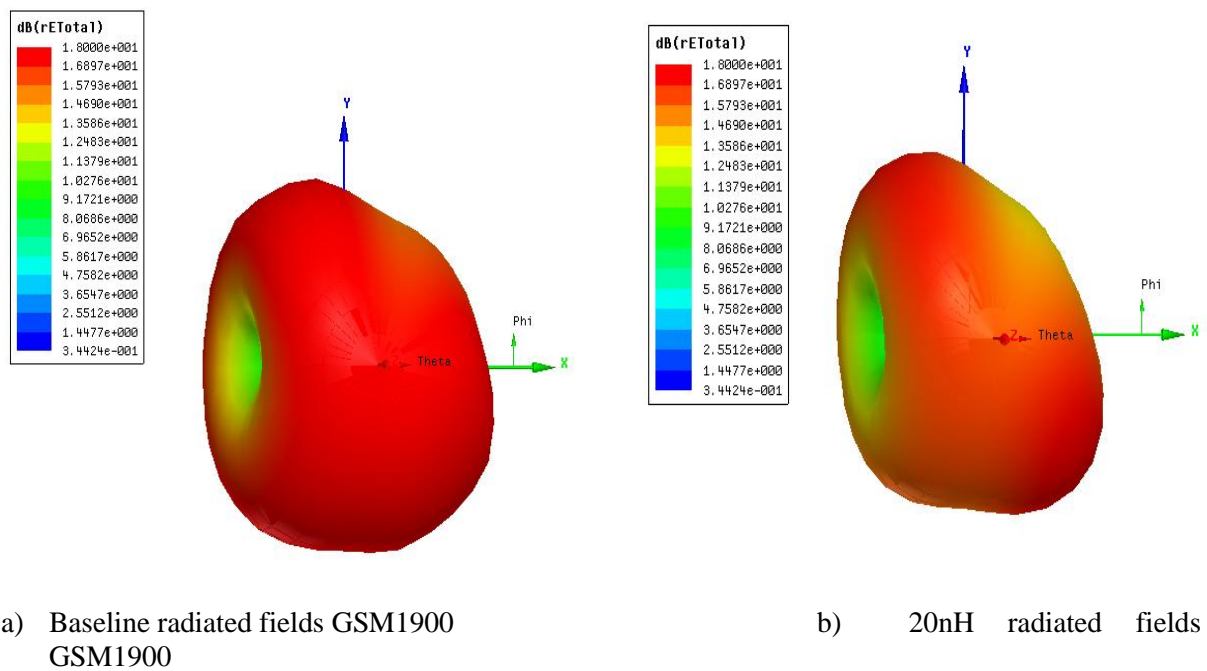 dB(rETotal)
1.8000e+001
1.6897e+001
1.5793e+001
1.4690e+001
1.3586e+001
1.2483e+001
1.1379e+001
1.0276e+001
9.1721e+000
8.0686e+000
6.9652e+000
5.8617e+000
4.7582e+000
3.6547e+000
2.5512e+000
1.4477e+000
3.4424e-001
Y
Phi
Theta
X
dB(rETotal)
1.8000e+001
1.6897e+001
1.5793e+001
1.4690e+001
1.3586e+001
1.2483e+001
1.1379e+001
1.0276e+001
9.1721e+000
8.0686e+000
6.9652e+000
5.8617e+000
4.7582e+000
3.6547e+000
2.5512e+000
1.4477e+000
3.4424e-001
Y
Phi
Z
Theta
X
a) Baseline radiated fields GSM1900
GSM1900
b) 20nH radiated fields